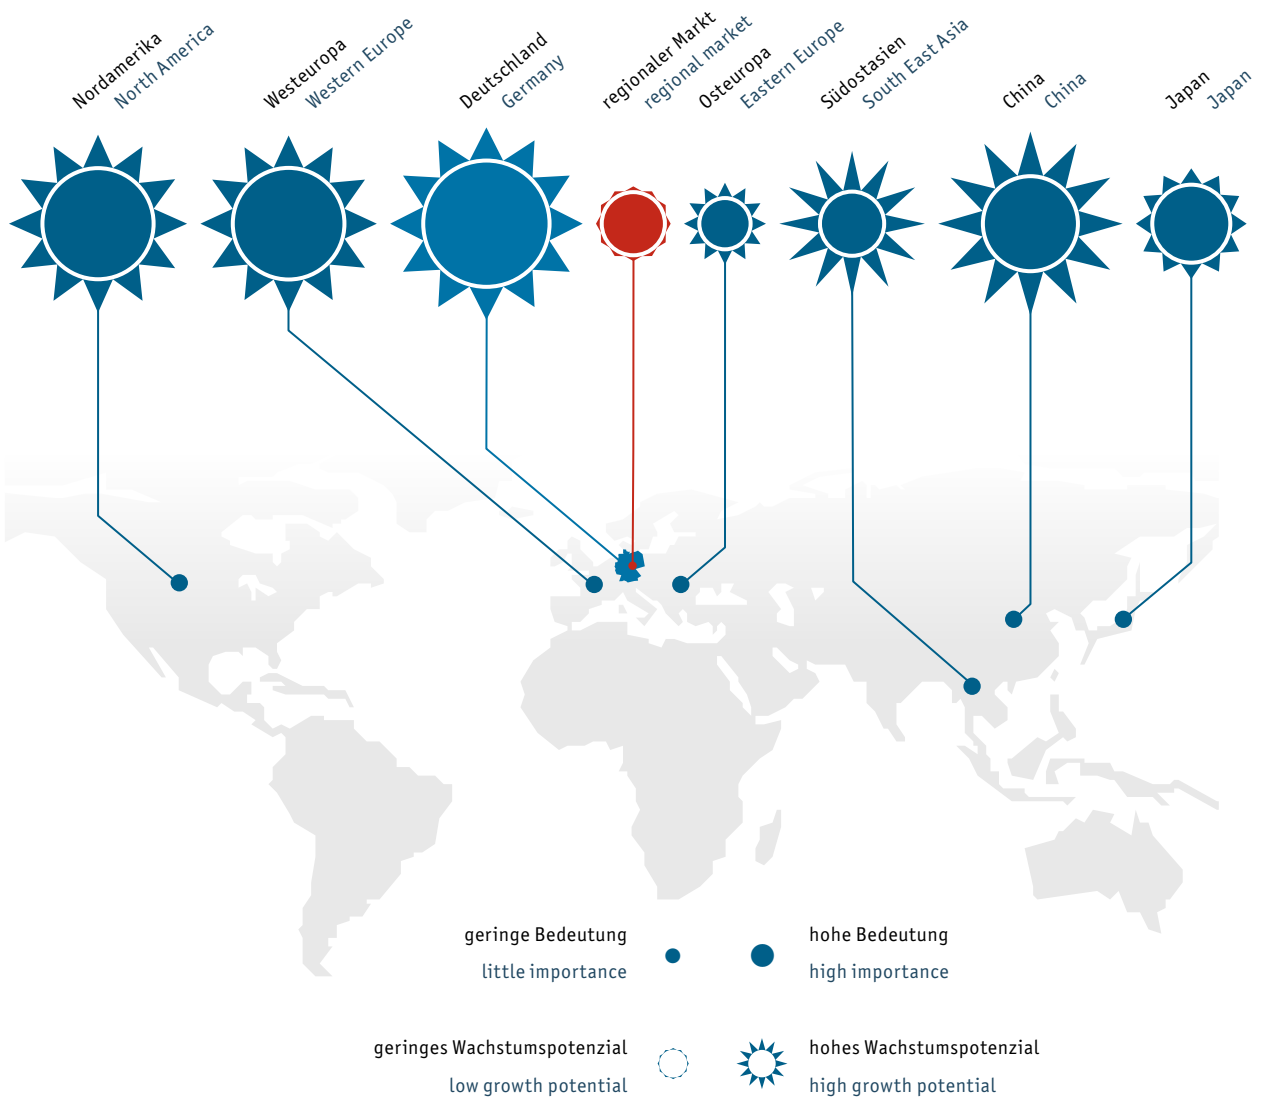 Nordamerika
North America
Westeuropa
Western Europe
Deutschland
Germany
regionaler Markt
regional market
Osteuropa
Eastern Europe
Südostasien
South East Asia
China
China
Japan
Japan
geringe Bedeutung
little importance
hohe Bedeutung
high importance
geringes Wachstumspotenzial
low growth potential
hohes Wachstumspotenzial
high growth potential